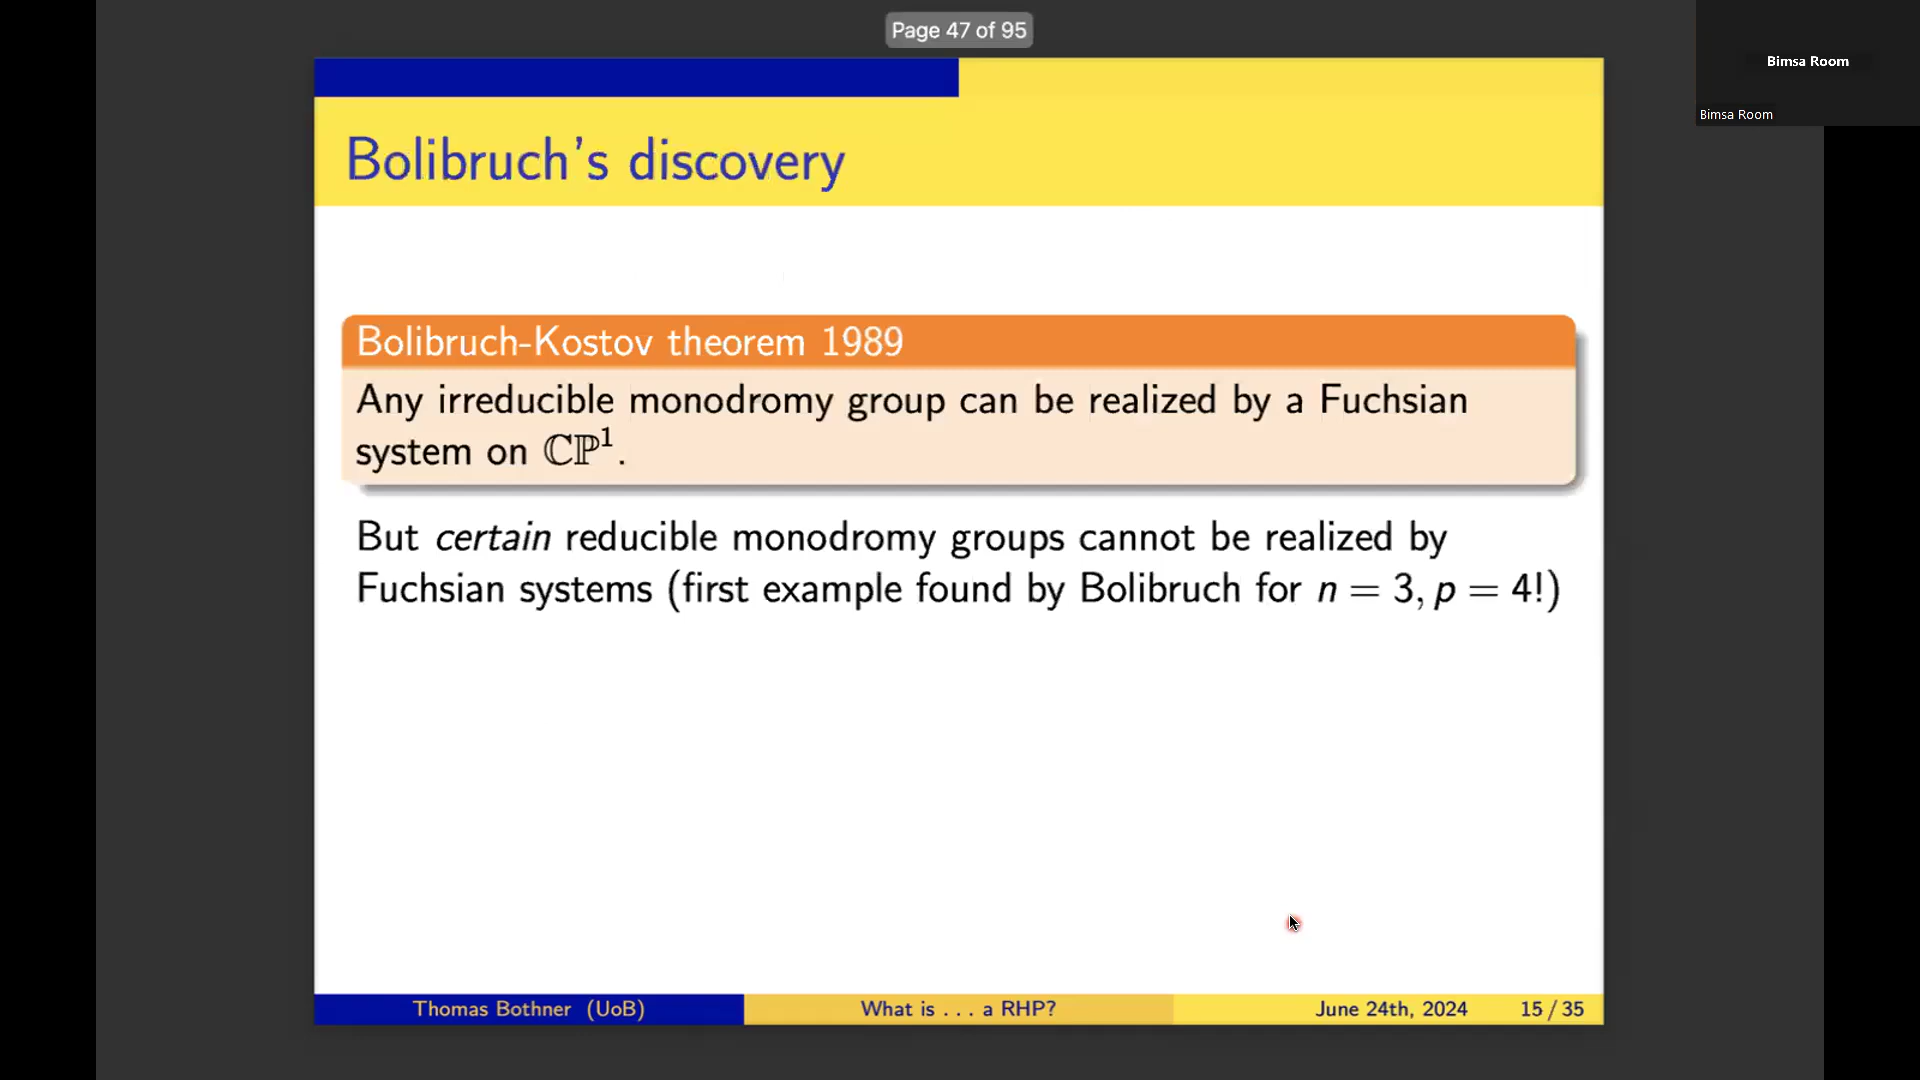 Page 47 of 95
Bimsa Room
Bimsa Room
Bolibruch's discovery
Bolibruch-Kostov theorem 1989
Any irreducible monodromy group can be realized by a Fuchsian
system on ℂℙ¹.
But certain reducible monodromy groups cannot be realized by
Fuchsian systems (first example found by Bolibruch for n = 3, p = 4!)
Thomas Bothner (UoB) What is . . . a RHP? June 24th, 2024 15 / 35